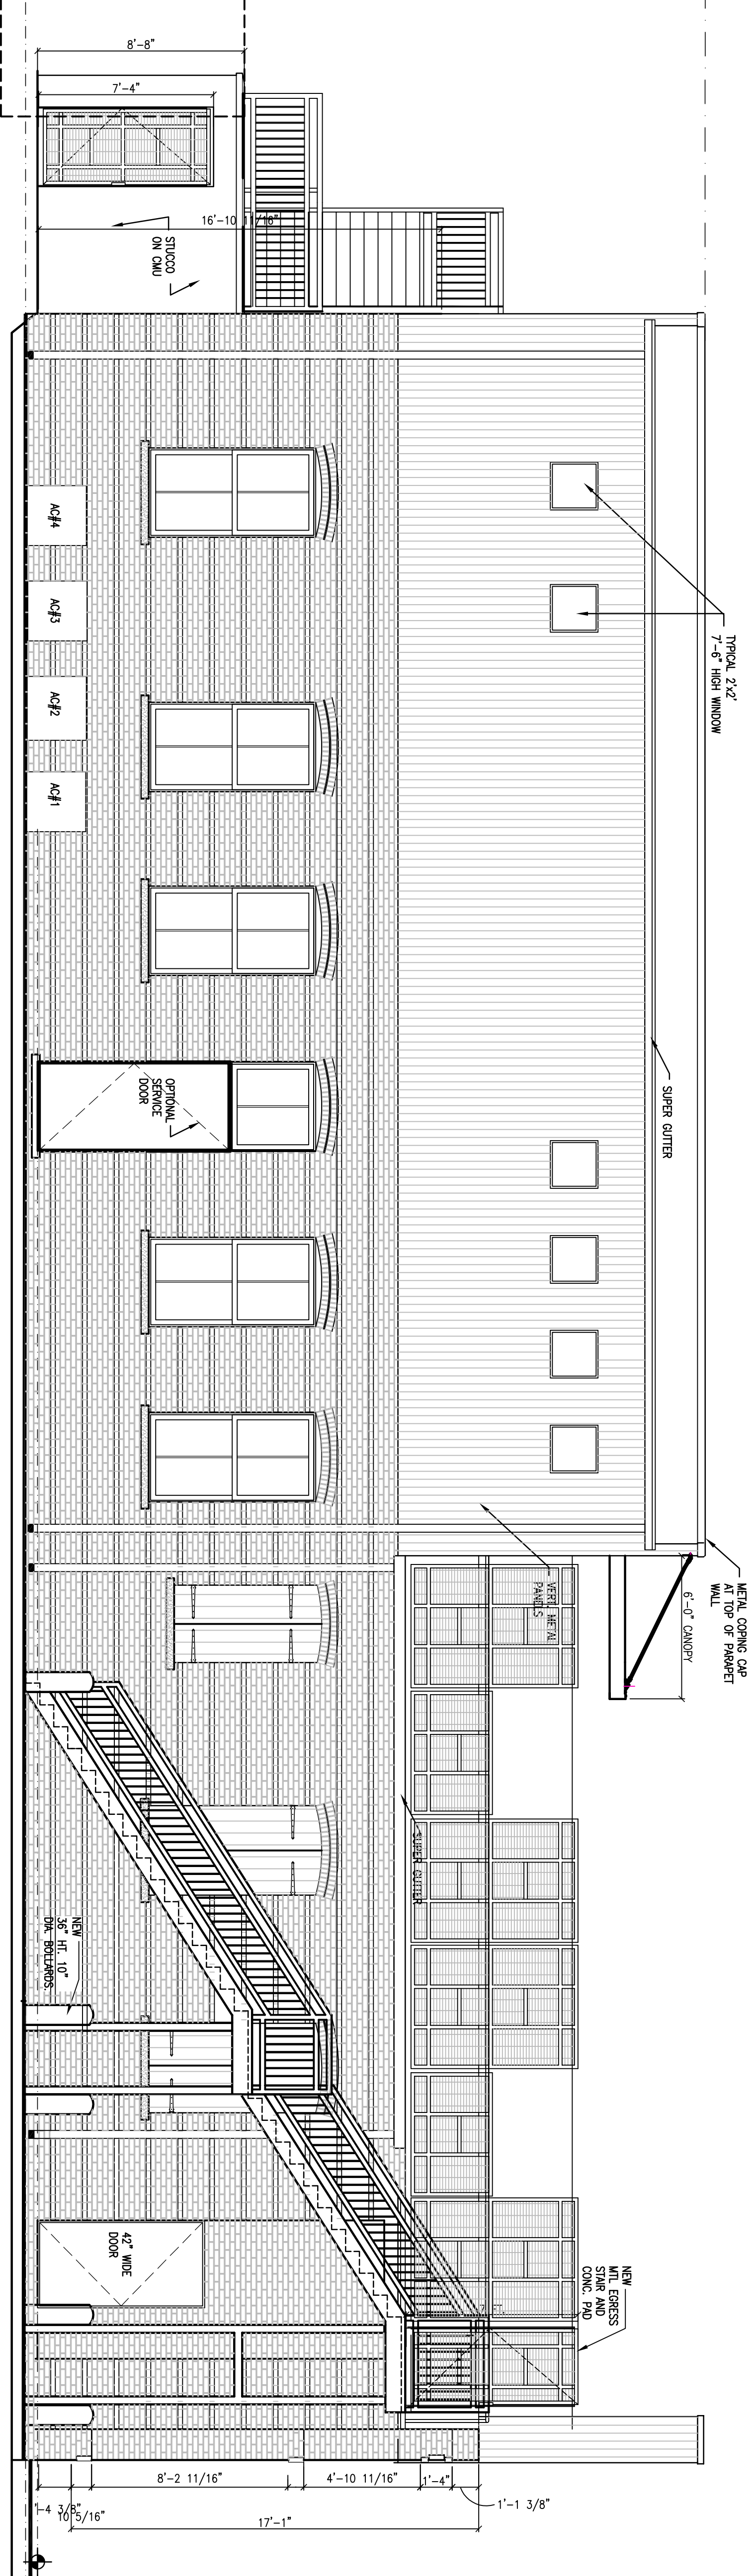 8'-8"
7'-4"
16'-10 11/16"
STUCCO
ON CMU
TYPICAL 2'x2'
7'-6" HIGH WINDOW
AC#4
AC#3
AC#2
AC#1
SUPER GUTTER
OPTIONAL
SERVICE
DOOR
METAL COPING CAP
AT TOP OF PARAPET
WALL
6'-0" CANOPY
VERT. METAL
PANELS
SUPER GUTTER
NEW
36" HT. 10"
DIA. BOLLARDS.
42" WIDE
DOOR
NEW
MTL EGRESS
STAIR AND
CONC. PAD
8'-2 11/16"
4'-10 11/16"
1'-4"
1'-1 3/8"
'-4 3/8"
10 5/16"
17'-1"